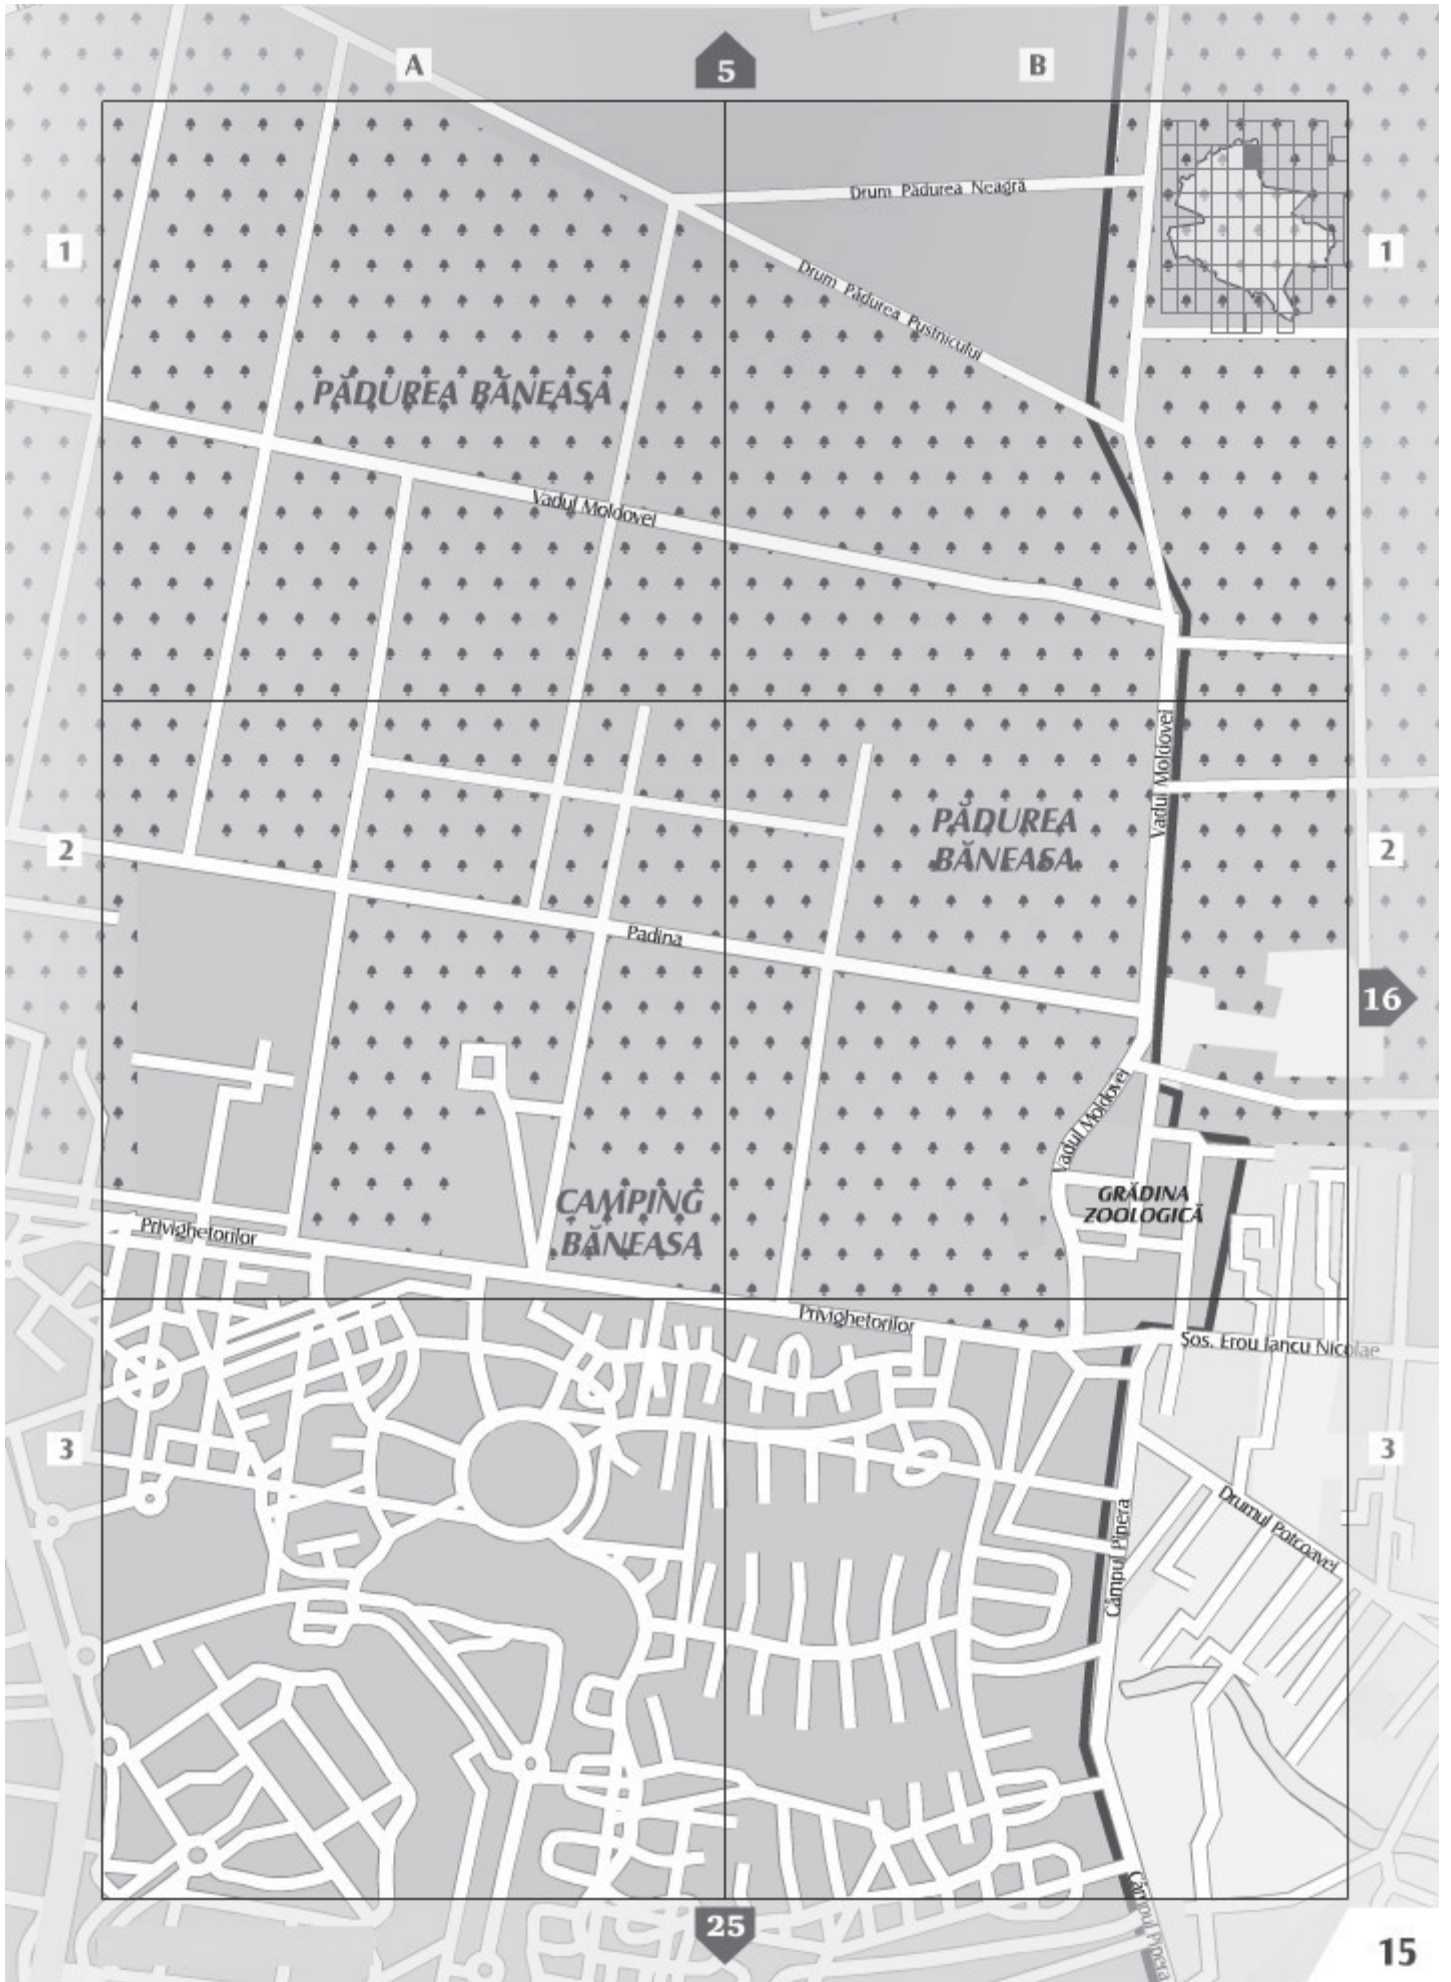 A
5
B
Drum Pădurea Neagră
1
1
Drum Pădurea Pustnicului
PĂDUREA BĂNEASA
Vadul Moldovei
Vadul Moldovei
PĂDUREA
BĂNEASA
2
2
Padina
16
Vadul Moldovei
GRĂDINA
ZOOLOGICĂ
CAMPING
BĂNEASA
Privighetorilor
Privighetorilor
Șos. Erou Iancu Nicolae
3
3
Drumul Potcoavei
Câmpul Pipera
Câmpul Pipera
25
15